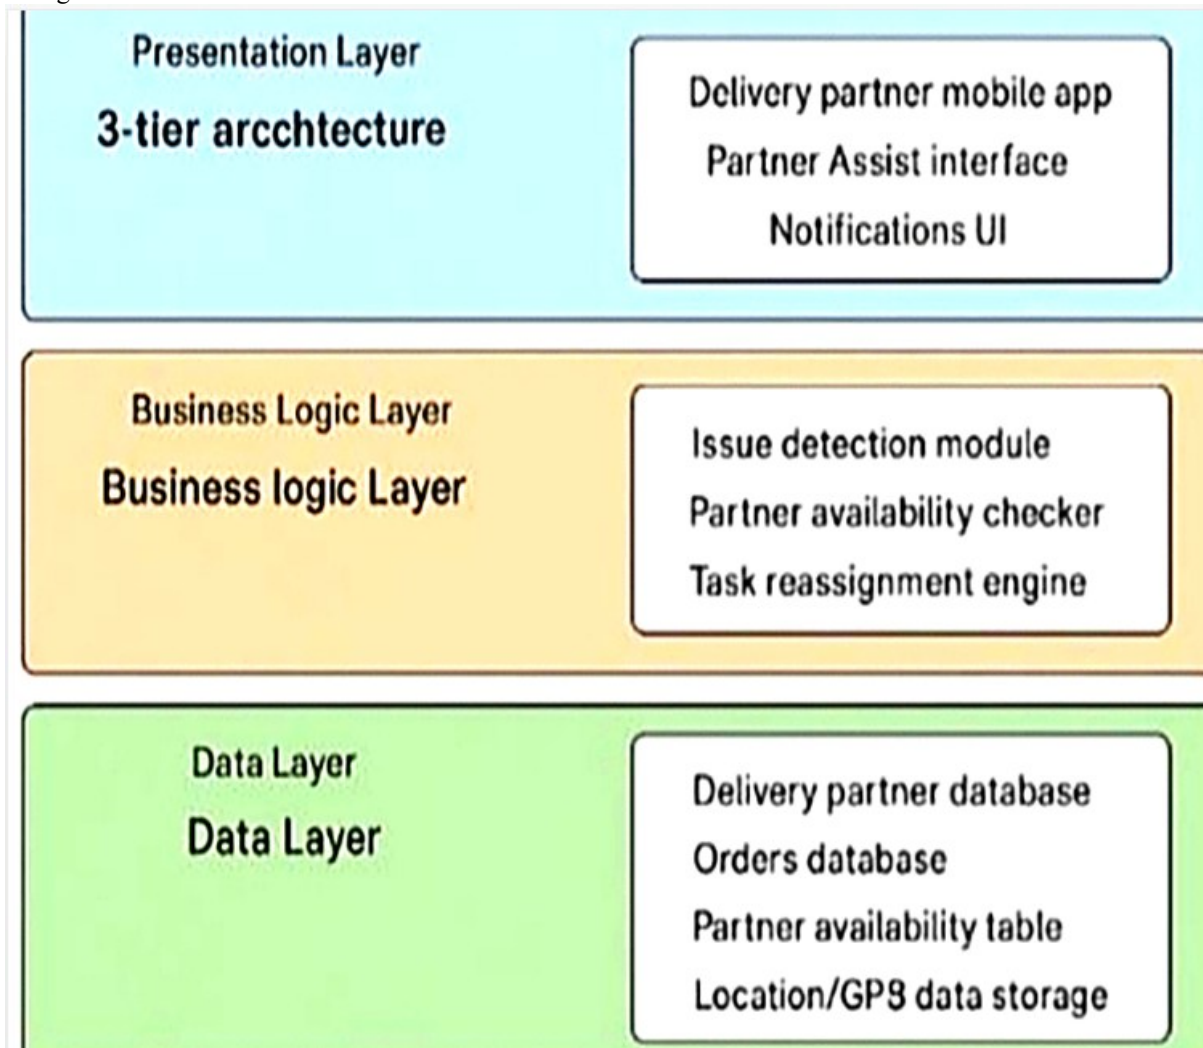 Presentation Layer
3-tier arcchtecture
Delivery partner mobile app
Partner Assist interface
Notifications UI
Business Logic Layer
Business logic Layer
Issue detection module
Partner availability checker
Task reassignment engine
Data Layer
Data Layer
Delivery partner database
Orders database
Partner availability table
Location/GP9 data storage